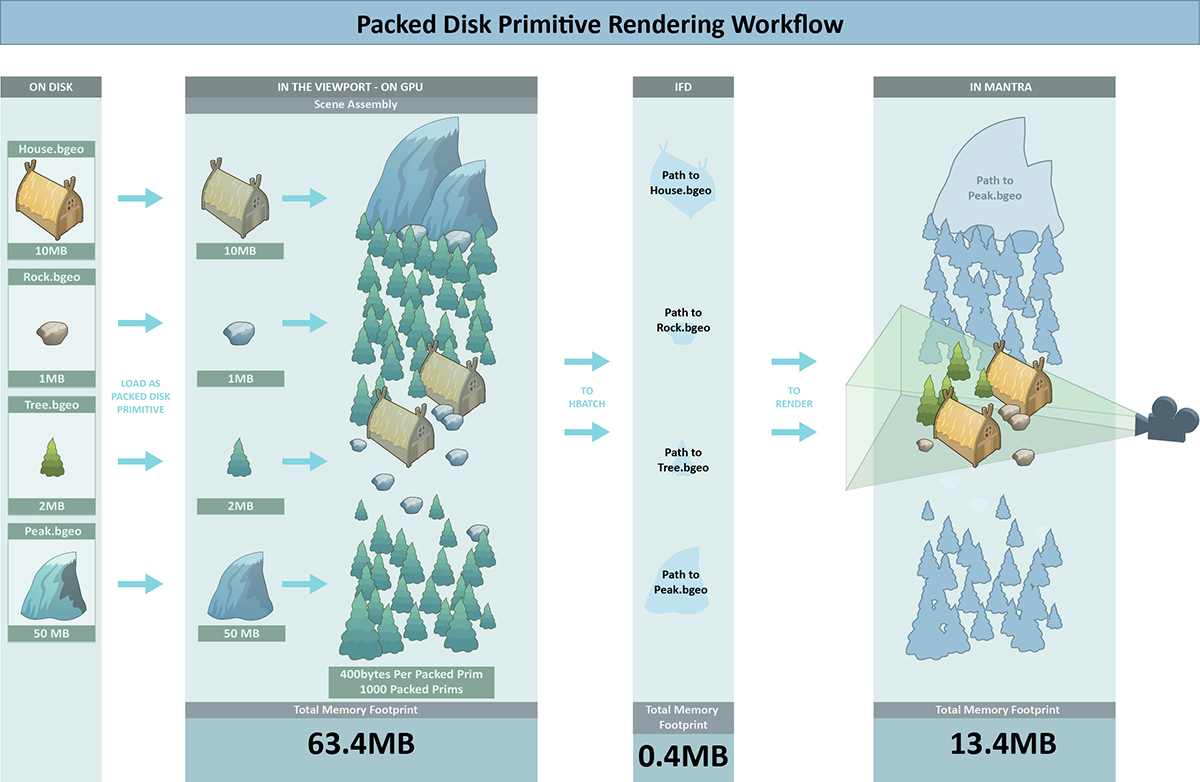 Packed Disk Primitive Rendering Workflow
ON DISK
House.bgeo
10MB
Rock.bgeo
1MB
Tree.bgeo
2MB
Peak.bgeo
50 MB
LOAD AS
PACKED DISK
PRIMITIVE
IN THE VIEWPORT - ON GPU
Scene Assembly
10MB
1MB
2MB
50 MB
400bytes Per Packed Prim
1000 Packed Prims
Total Memory Footprint
63.4MB
TO
HBATCH
IFD
Path to
House.bgeo
Path to
Rock.bgeo
Path to
Tree.bgeo
Path to
Peak.bgeo
Total Memory
Footprint
0.4MB
TO
RENDER
IN MANTRA
Path to
Peak.bgeo
Total Memory Footprint
13.4MB